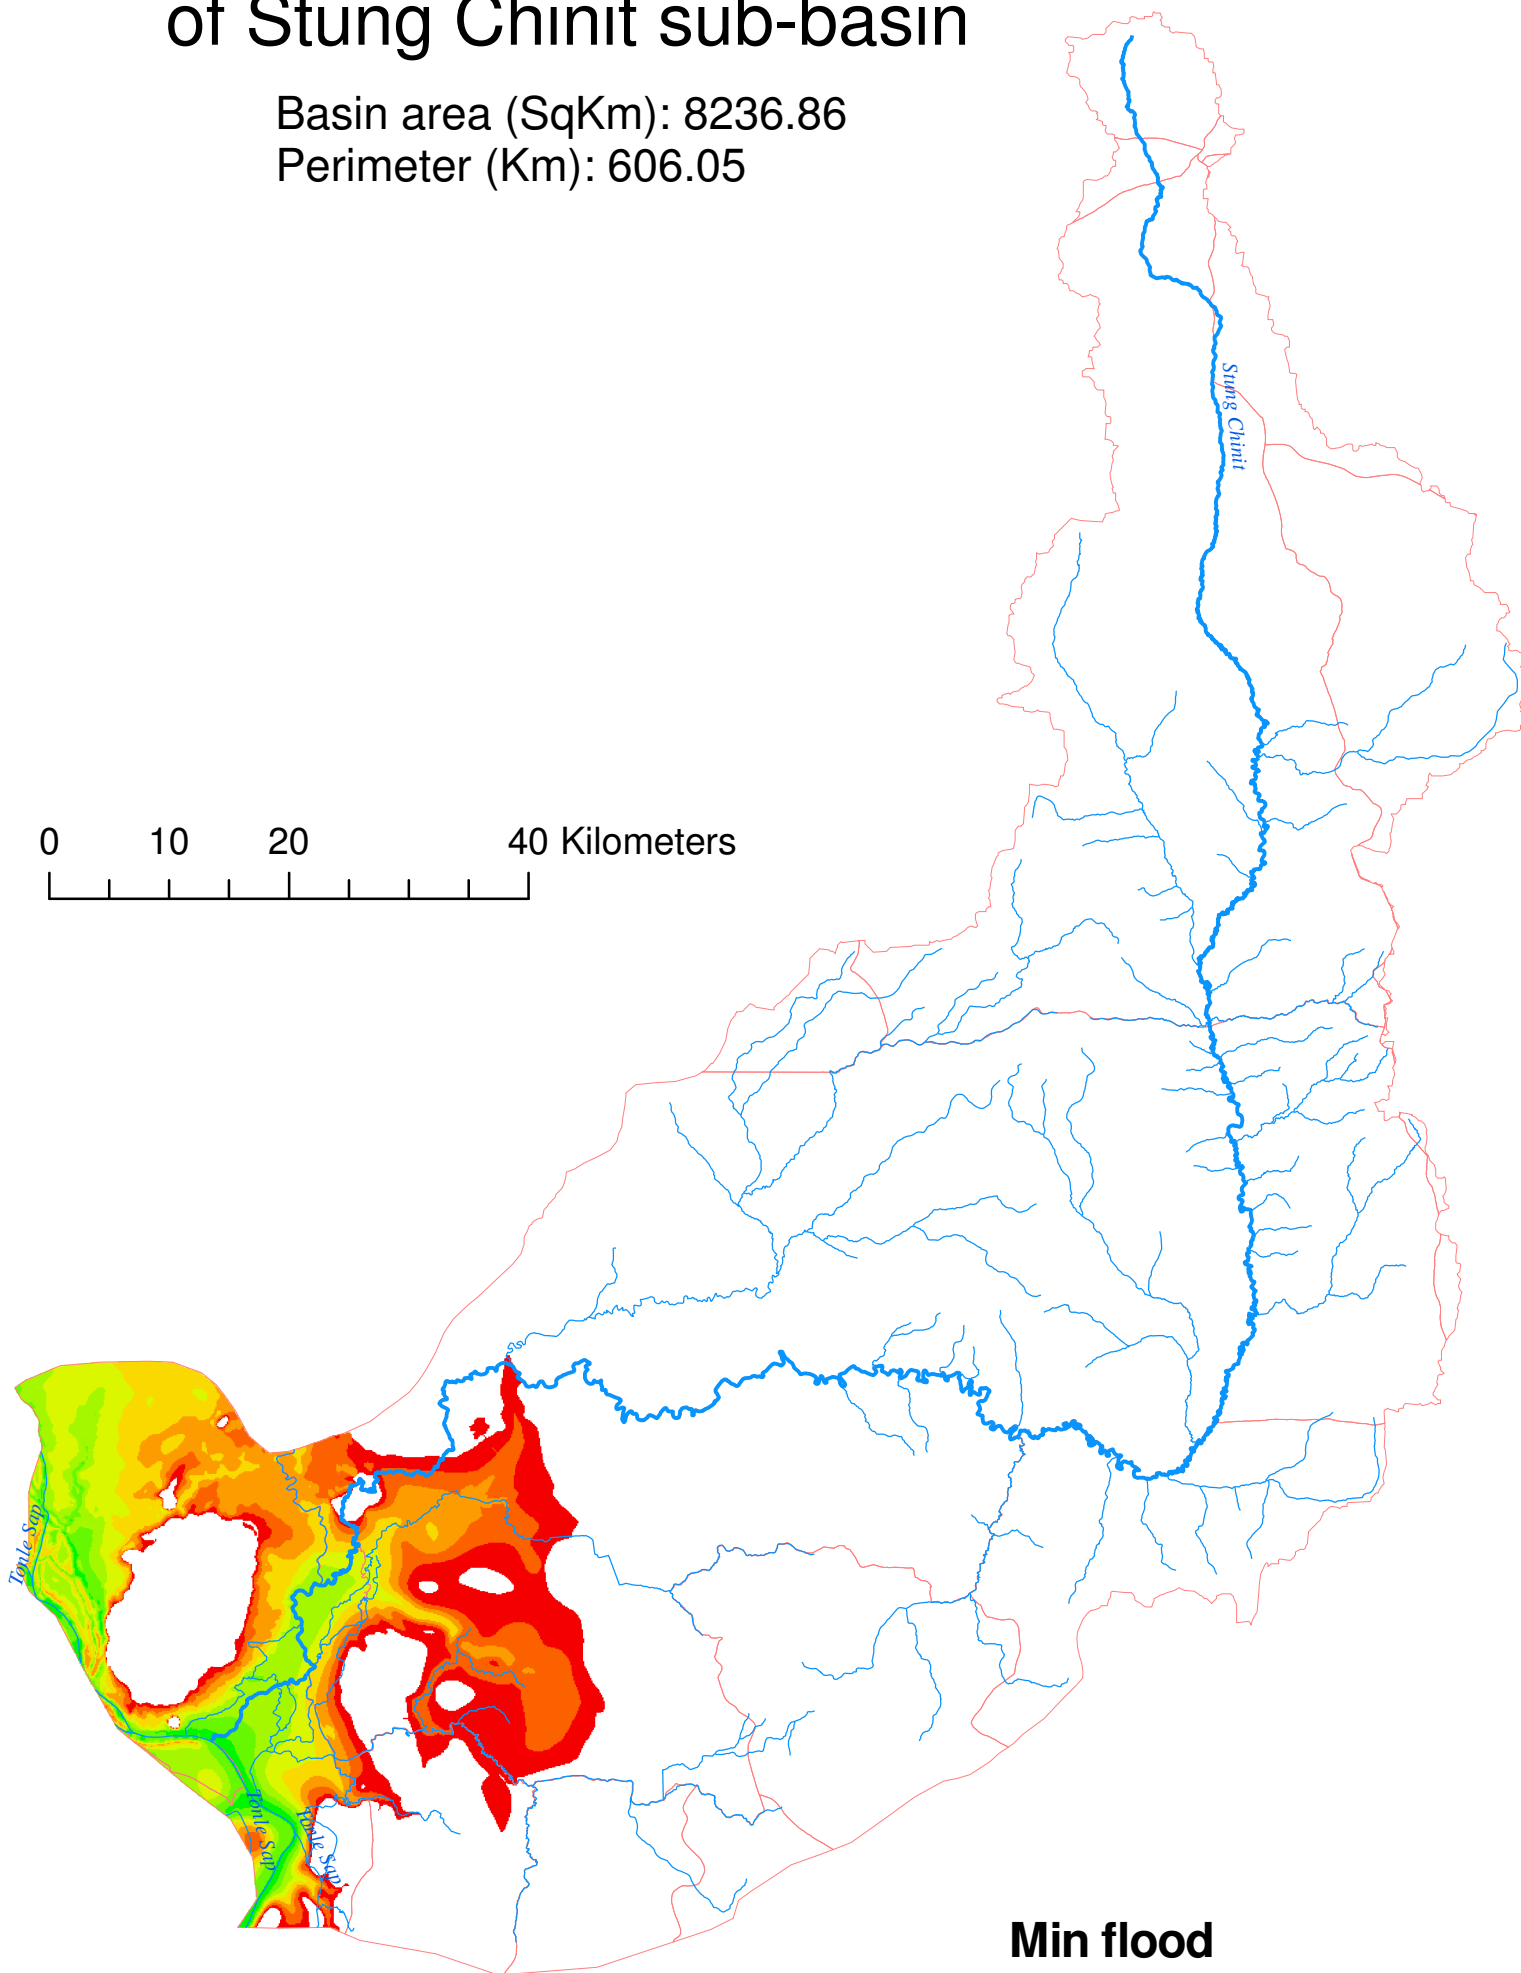 of Stung Chinit sub-basin
Basin area (SqKm): 8236.86
Perimeter (Km): 606.05
Stung Chinit
0 10 20 40 Kilometers
Tonle Sap
Tonle Sap
Tonle Sap
Min flood